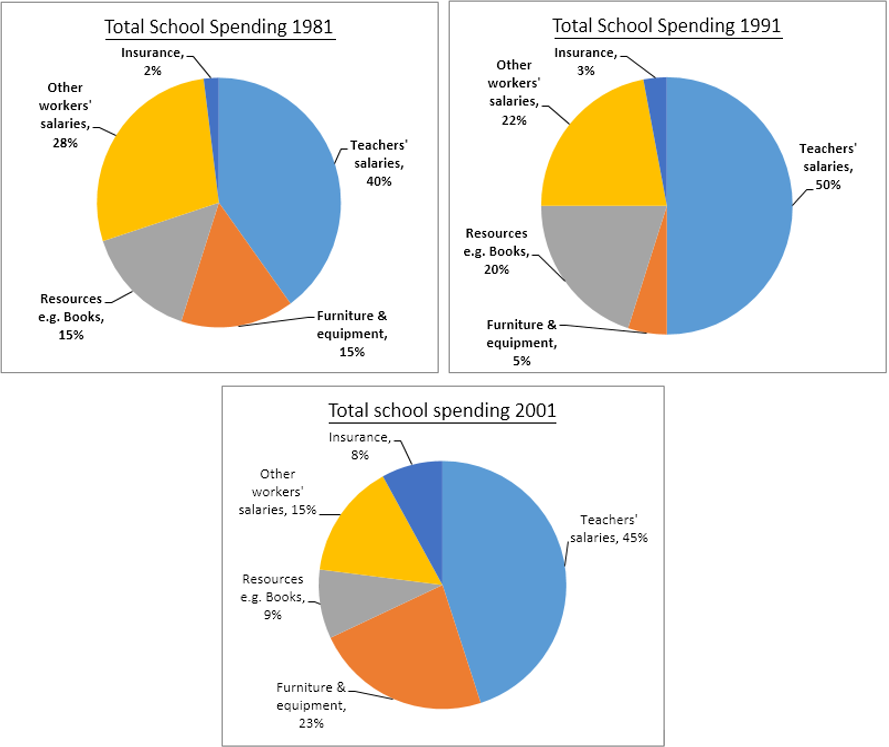 Total School Spending 1981
Insurance,
2%
Other
workers'
salaries,
28%
Teachers'
salaries,
40%
Resources
e.g. Books,
15%
Furniture &
equipment,
15%
Total School Spending 1991
Insurance,
3%
Other
workers'
salaries,
22%
Teachers'
salaries,
50%
Resources
e.g. Books,
20%
Furniture &
equipment,
5%
Total school spending 2001
Insurance,
8%
Other
workers'
salaries, 15%
Teachers'
salaries, 45%
Resources
e.g. Books,
9%
Furniture &
equipment,
23%